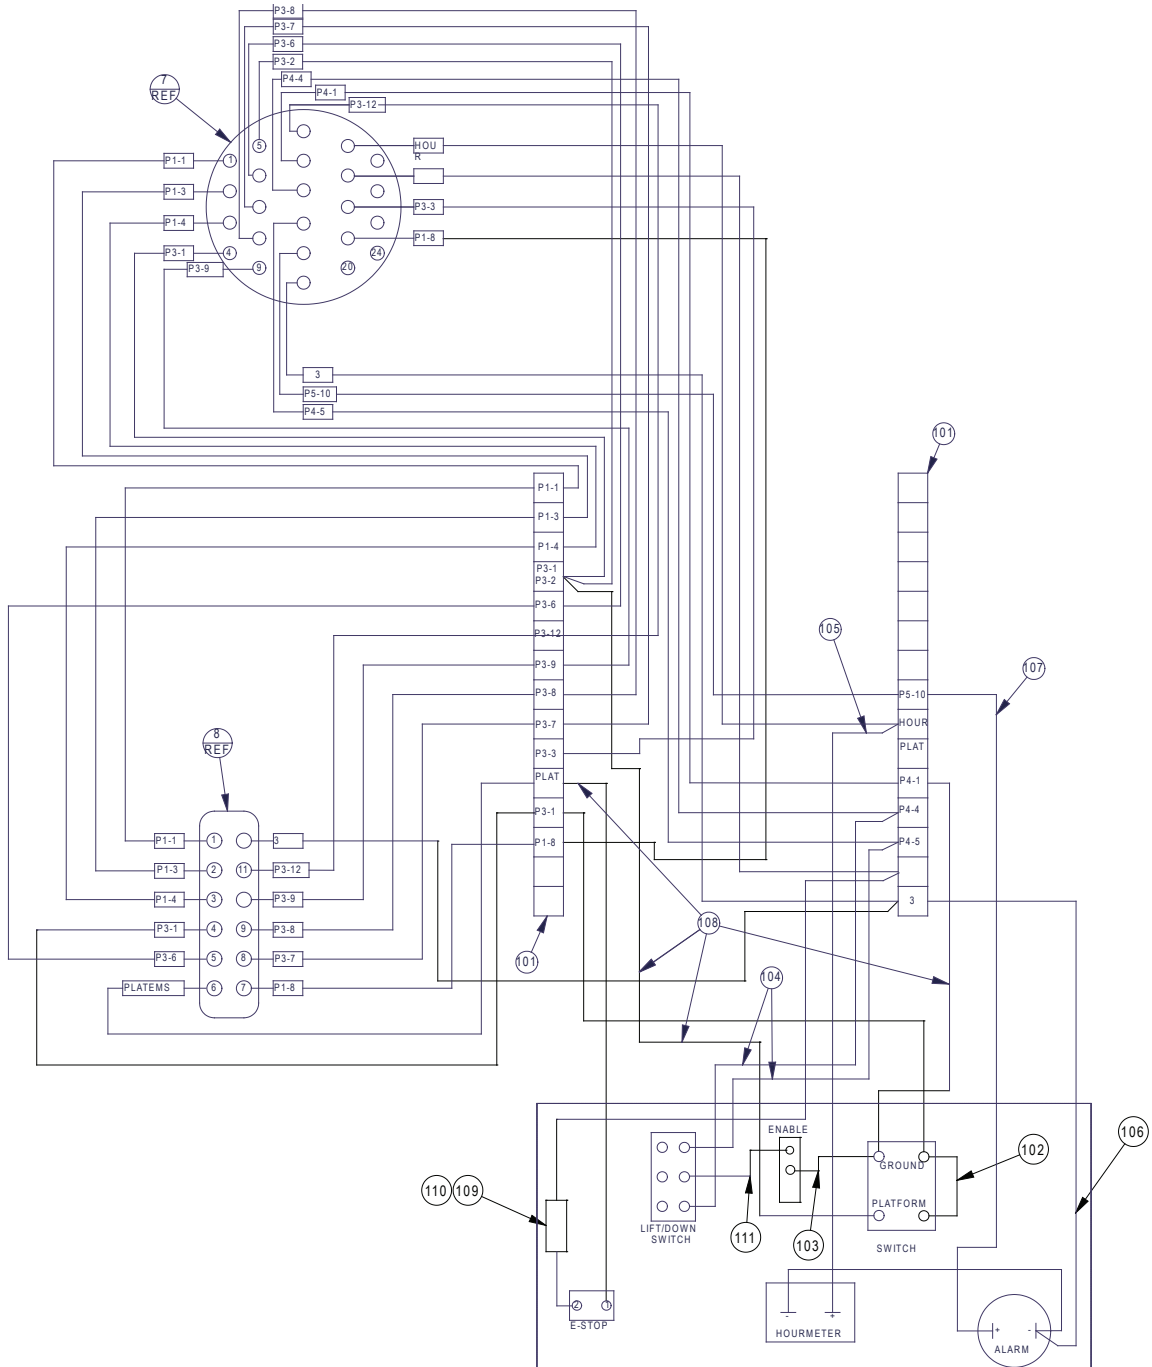 P3-8
P3-7
P3-6
P3-2
P4-4
P4-1
P3-12
7
REF
5
HOU
R
P1-1
1
P1-3
P3-3
P1-4
P1-8
P3-1
4
24
P3-9
9
20
3
P5-10
P4-5
101
P1-1
P1-3
P1-4
P3-1
P3-2
P3-6
P3-12
105
P3-9
107
P3-8
P5-10
P3-7
HOUR
8
REF
P3-3
PLAT
PLAT
P4-1
P3-1
P4-4
P1-1
1
3
P1-8
P4-5
P1-3
2
11
P3-12
P1-4
3
P3-9
3
P3-1
4
9
P3-8
108
P3-6
5
8
P3-7
101
104
PLATEMS
6
7
P1-8
ENABLE
106
GROUND
102
110
109
PLATFORM
LIFT/DOWN
SWITCH
111
103
SWITCH
2
1
E-STOP
-
+
HOURMETER
+
-
ALARM